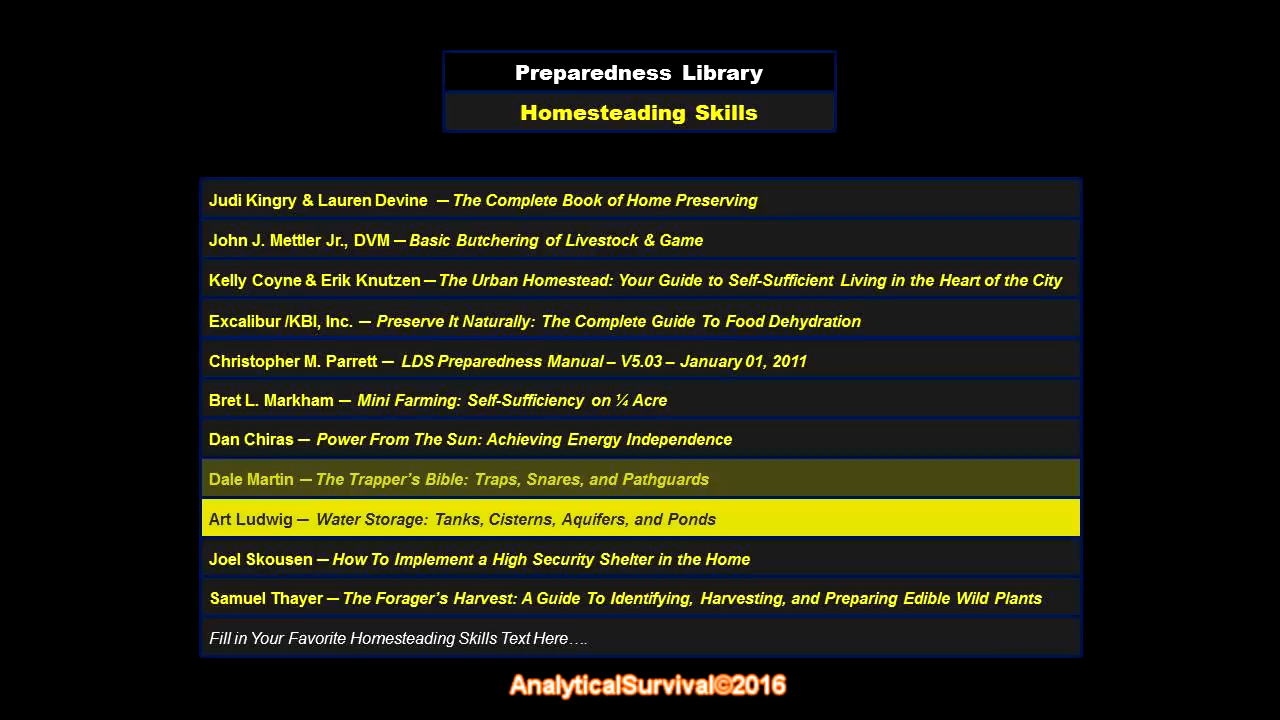 Preparedness Library
Homesteading Skills
Judi Kingry & Lauren Devine — The Complete Book of Home Preserving
John J. Mettler Jr., DVM — Basic Butchering of Livestock & Game
Kelly Coyne & Erik Knutzen — The Urban Homestead: Your Guide to Self-Sufficient Living in the Heart of the City
Excalibur /KBI, Inc. — Preserve It Naturally: The Complete Guide To Food Dehydration
Christopher M. Parrett — LDS Preparedness Manual – V5.03 – January 01, 2011
Bret L. Markham — Mini Farming: Self-Sufficiency on ¼ Acre
Dan Chiras — Power From The Sun: Achieving Energy Independence
Dale Martin — The Trapper's Bible: Traps, Snares, and Pathguards
Art Ludwig — Water Storage: Tanks, Cisterns, Aquifers, and Ponds
Joel Skousen — How To Implement a High Security Shelter in the Home
Samuel Thayer — The Forager's Harvest: A Guide To Identifying, Harvesting, and Preparing Edible Wild Plants
Fill in Your Favorite Homesteading Skills Text Here….
AnalyticalSurvival©2016